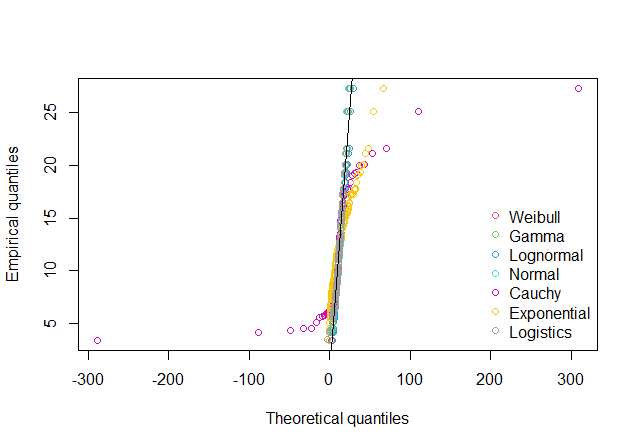 Empirical quantiles
25
20
15
10
5
Weibull
Gamma
Lognormal
Normal
Cauchy
Exponential
Logistics
-300
-200
-100
0
100
200
300
Theoretical quantiles